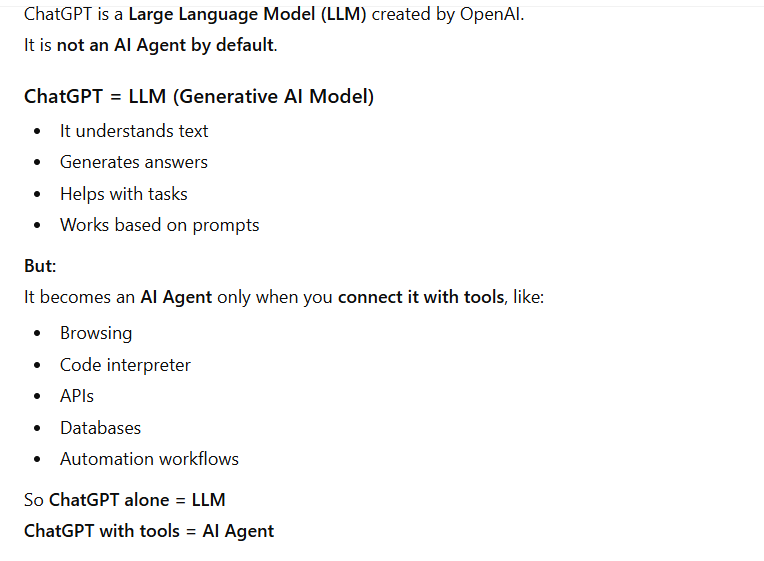 ChatGPT is a Large Language Model (LLM) created by OpenAI.
It is not an AI Agent by default.
ChatGPT = LLM (Generative AI Model)
• It understands text
• Generates answers
• Helps with tasks
• Works based on prompts
But:
It becomes an AI Agent only when you connect it with tools, like:
• Browsing
• Code interpreter
• APIs
• Databases
• Automation workflows
So ChatGPT alone = LLM
ChatGPT with tools = AI Agent